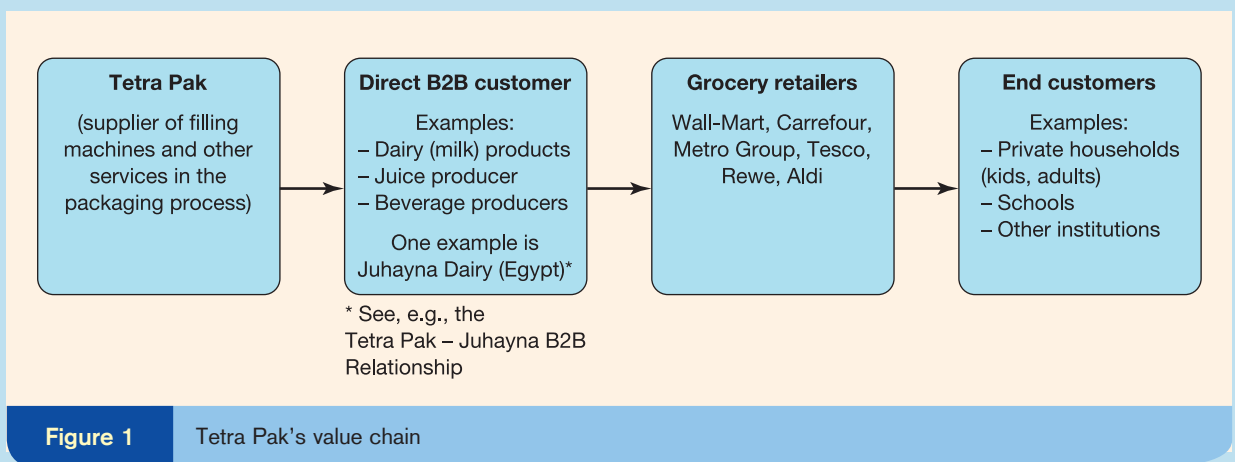 Tetra Pak
(supplier of filling
machines and other
services in the
packaging process)
Direct B2B customer
Examples:
– Dairy (milk) products
– Juice producer
– Beverage producers
One example is
Juhayna Dairy (Egypt)*
* See, e.g., the
Tetra Pak – Juhayna B2B
Relationship
Grocery retailers
Wall-Mart, Carrefour,
Metro Group, Tesco,
Rewe, Aldi
End customers
Examples:
– Private households
(kids, adults)
– Schools
– Other institutions
Figure 1
Tetra Pak's value chain